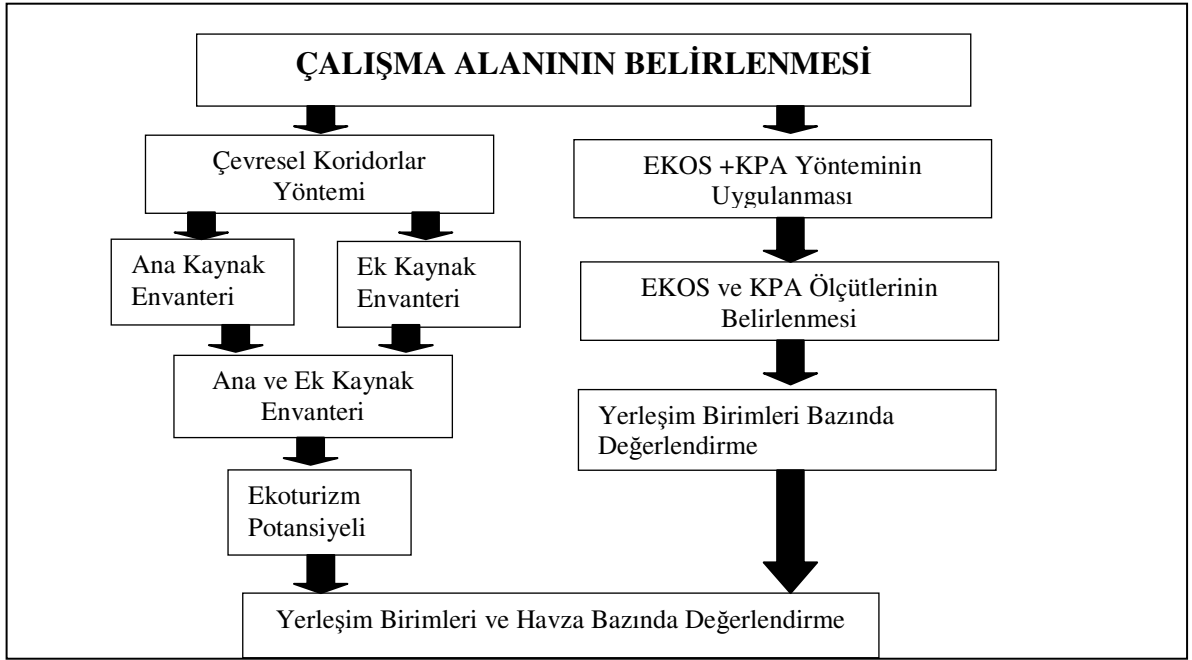 ÇALIŞMA ALANININ BELİRLENMESİ
Çevresel Koridorlar
Yöntemi
EKOS +KPA Yönteminin
Uygulanması
Ana Kaynak
Envanteri
Ek Kaynak
Envanteri
EKOS ve KPA Ölçütlerinin
Belirlenmesi
Ana ve Ek Kaynak
Envanteri
Yerleşim Birimleri Bazında
Değerlendirme
Ekoturizm
Potansiyeli
Yerleşim Birimleri ve Havza Bazında Değerlendirme